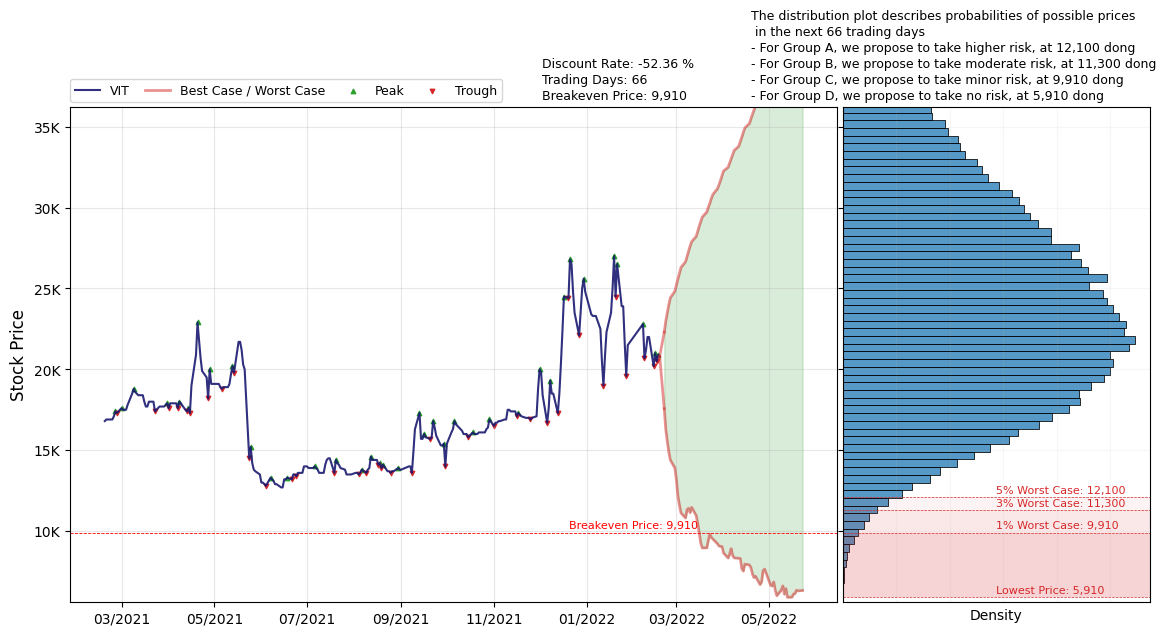 The distribution plot describes probabilities of possible prices
in the next 66 trading days
- For Group A, we propose to take higher risk, at 12,100 dong
- For Group B, we propose to take moderate risk, at 11,300 dong
- For Group C, we propose to take minor risk, at 9,910 dong
- For Group D, we propose to take no risk, at 5,910 dong
Discount Rate: -52.36 %
Trading Days: 66
Breakeven Price: 9,910
VIT
Best Case / Worst Case
Peak
Trough
Stock Price
35K
30K
25K
20K
15K
10K
Breakeven Price: 9,910
03/2021
05/2021
07/2021
09/2021
11/2021
01/2022
03/2022
05/2022
5% Worst Case: 12,100
3% Worst Case: 11,300
1% Worst Case: 9,910
Lowest Price: 5,910
Density